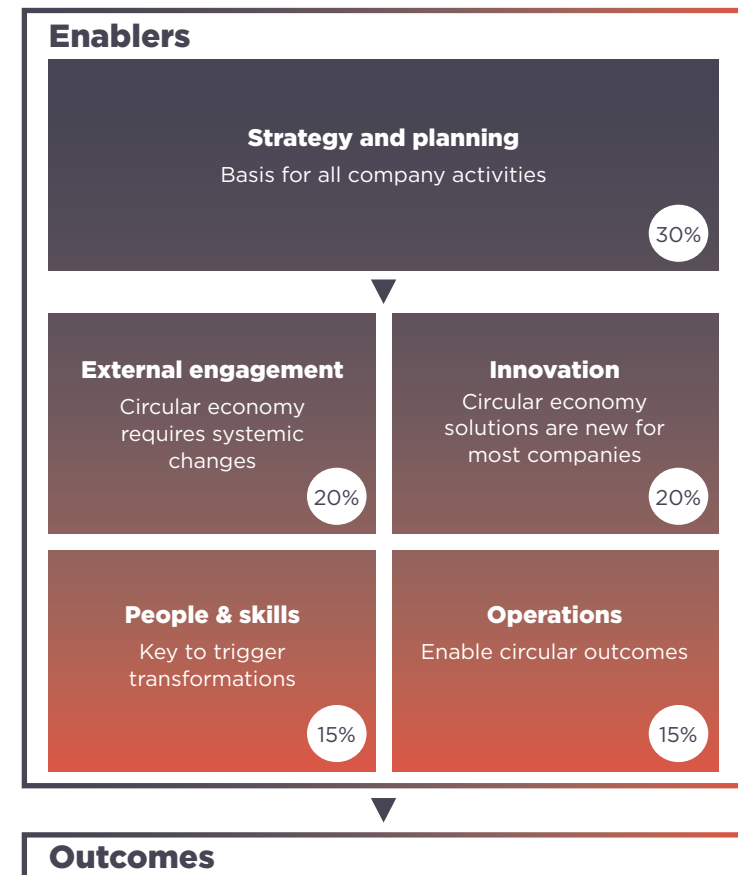 Enablers
Strategy and planning
Basis for all company activities
30%
External engagement
Circular economy
requires systemic
changes
20%
Innovation
Circular economy
solutions are new for
most companies
20%
People & skills
Key to trigger
transformations
15%
Operations
Enable circular outcomes
15%
Outcomes